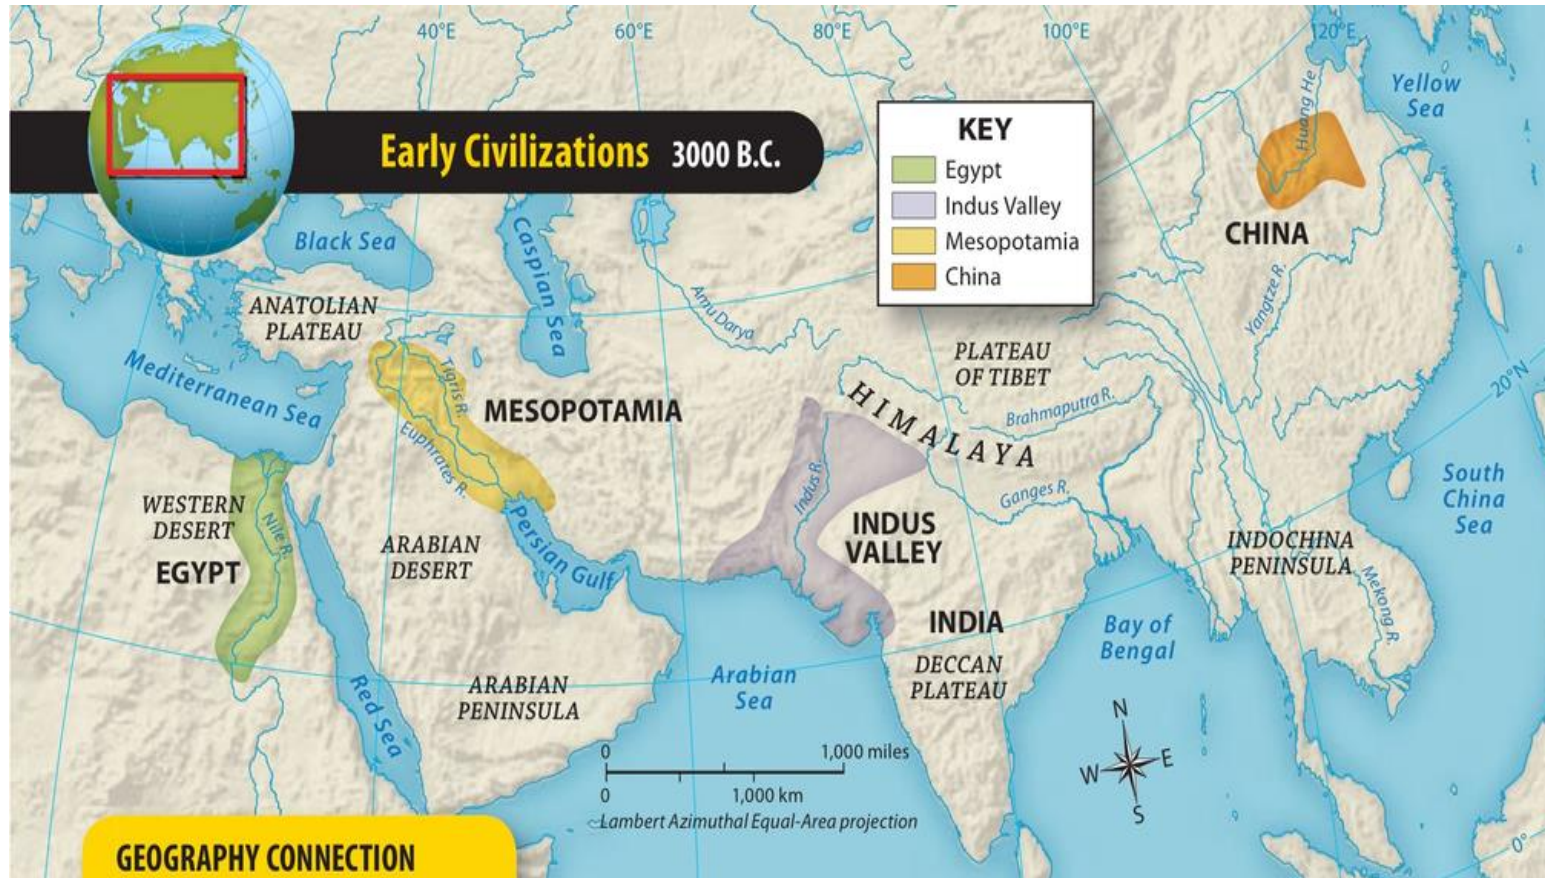 40°E
60°E
80°E
100°E
120°E
Early Civilizations 3000 B.C.
KEY
Egypt
Indus Valley
Mesopotamia
China
Yellow
Sea
Huang He
CHINA
Black Sea
Caspian Sea
ANATOLIAN
PLATEAU
Amu Darya
Yangtze R.
PLATEAU
OF TIBET
Mediterranean Sea
Tigris R.
MESOPOTAMIA
Euphrates R.
HIMALAYA
Brahmaputra R.
20°N
WESTERN
DESERT
Nile R.
EGYPT
ARABIAN
DESERT
Persian Gulf
Indus R.
INDUS
VALLEY
Ganges R.
South
China
Sea
INDOCHINA
PENINSULA
Mekong R.
INDIA
DECCAN
PLATEAU
Bay of
Bengal
Arabian
Sea
Red Sea
ARABIAN
PENINSULA
N
W
E
S
0
1,000 miles
0
1,000 km
Lambert Azimuthal Equal-Area projection
0°
GEOGRAPHY CONNECTION